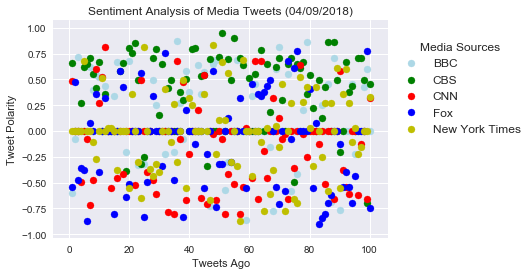 Sentiment Analysis of Media Tweets (04/09/2018)
1.00
0.75
0.50
0.25
0.00
−0.25
−0.50
−0.75
−1.00
Tweet Polarity
0 20 40 60 80 100
Tweets Ago
Media Sources
BBC
CBS
CNN
Fox
New York Times